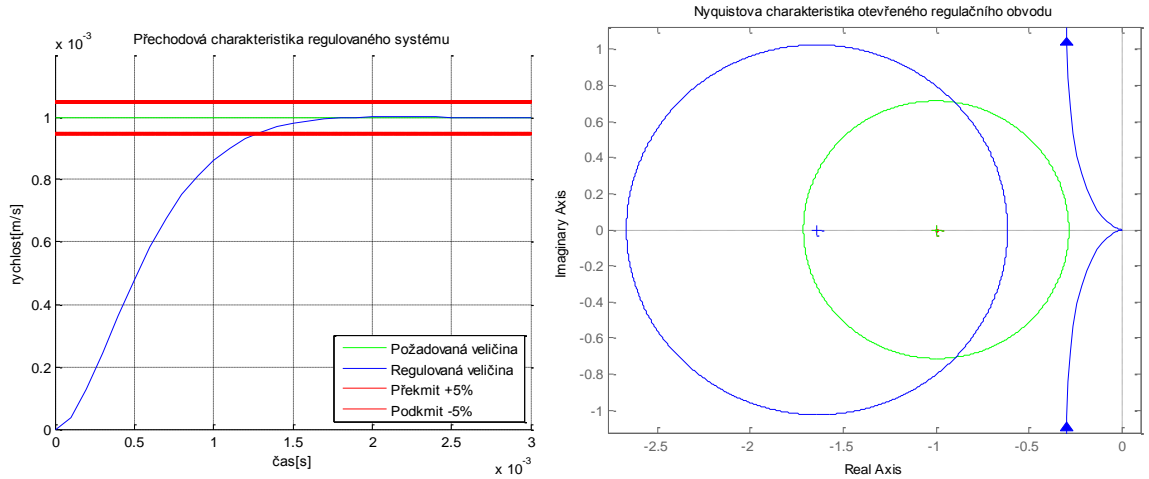 x 10-3
Přechodová charakteristika regulovaného systému
1
0.8
0.6
0.4
0.2
0
rychlost[m/s]
Požadovaná veličina
Regulovaná veličina
Překmit +5%
Podkmit -5%
0 0.5 1 1.5 2 2.5 3
čas[s]
x 10-3
Nyquistova charakteristika otevřeného regulačního obvodu
1
0.8
0.6
0.4
0.2
0
-0.2
-0.4
-0.6
-0.8
-1
Imaginary Axis
-2.5 -2 -1.5 -1 -0.5 0
Real Axis